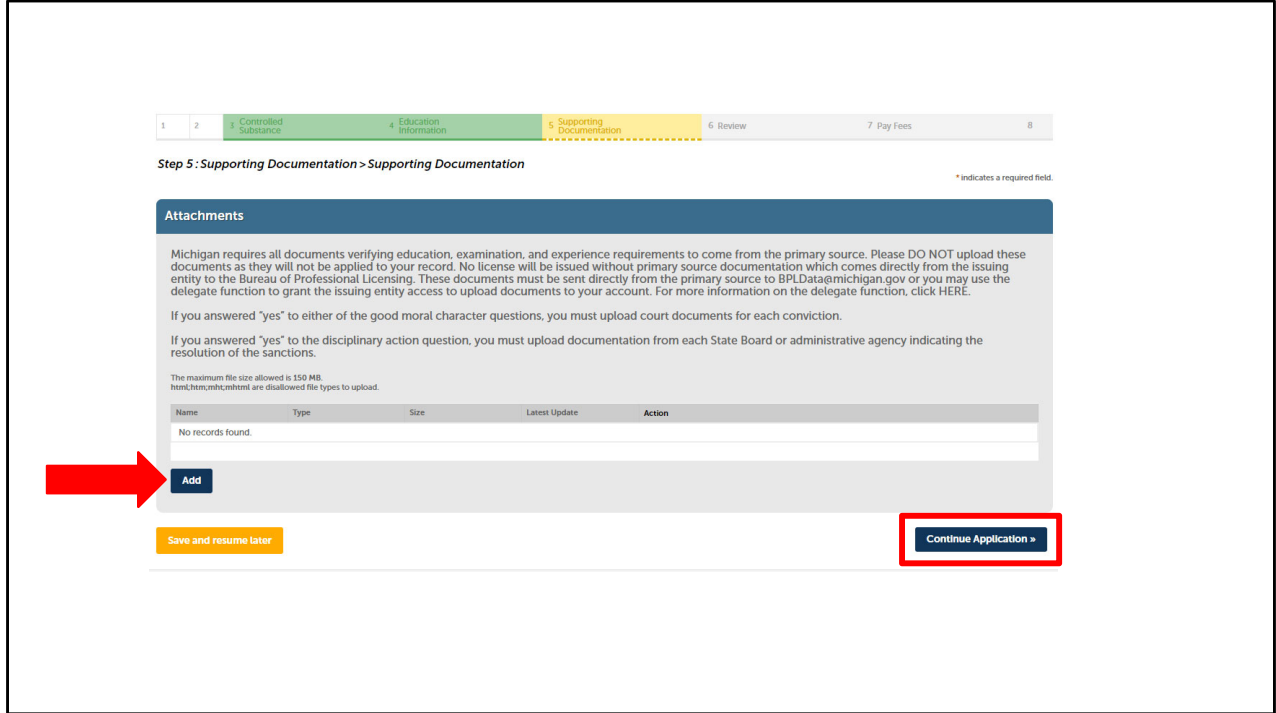 1 2 3 Controlled Substance 4 Education Information 5 Supporting Documentation 6 Review 7 Pay Fees 8
Step 5 : Supporting Documentation > Supporting Documentation
* indicates a required field.
Attachments
Michigan requires all documents verifying education, examination, and experience requirements to come from the primary source. Please DO NOT upload these
documents as they will not be applied to your record. No license will be issued without primary source documentation which comes directly from the issuing
entity to the Bureau of Professional Licensing. These documents must be sent directly from the primary source to BPLData@michigan.gov or you may use the
delegate function to grant the issuing entity access to upload documents to your account. For more information on the delegate function, click HERE.
If you answered "yes" to either of the good moral character questions, you must upload court documents for each conviction.
If you answered "yes" to the disciplinary action question, you must upload documentation from each State Board or administrative agency indicating the
resolution of the sanctions.
The maximum file size allowed is 150 MB.
html;htm;mht;mhtml are disallowed file types to upload.
Name Type Size Latest Update Action
No records found.
Add
Save and resume later
Continue Application »